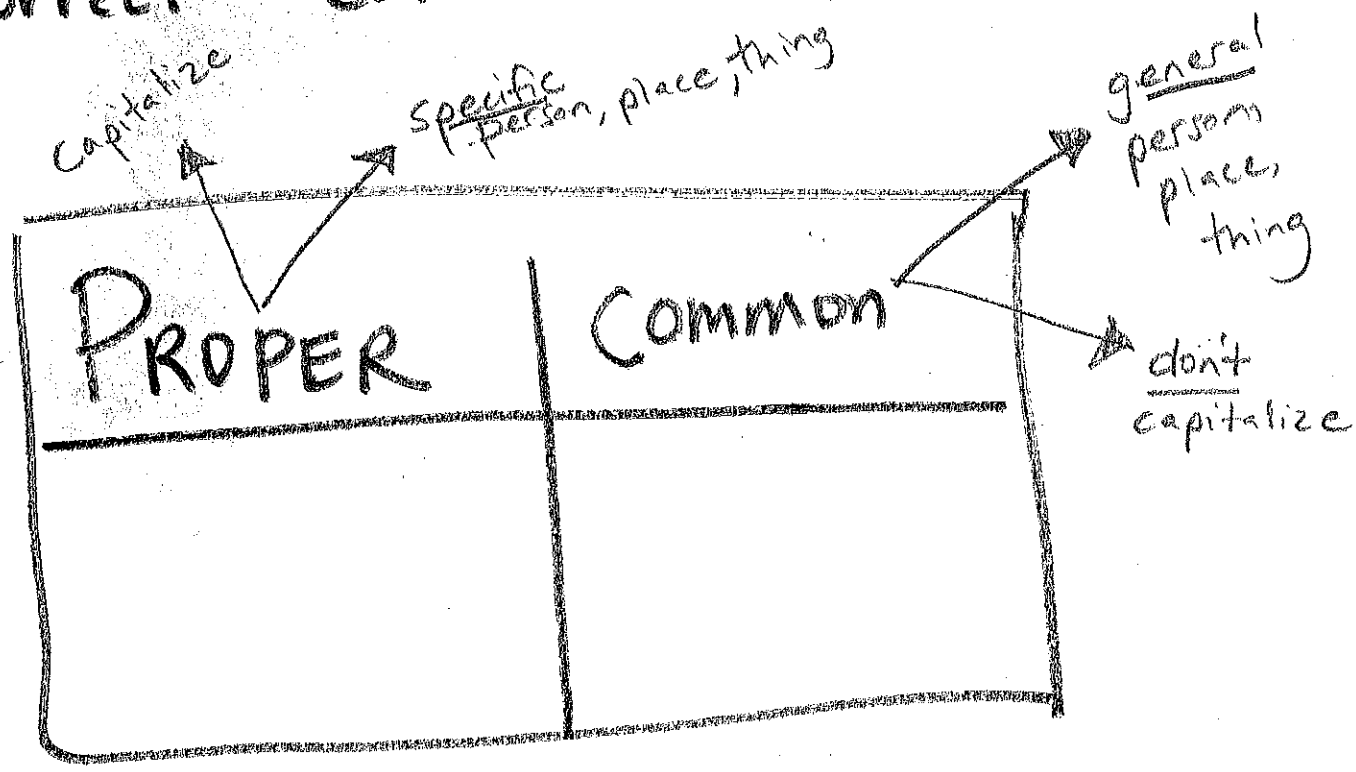 capitalize
specific
person, place, thing
general
person,
place,
thing
PROPER
Common
don't
capitalize